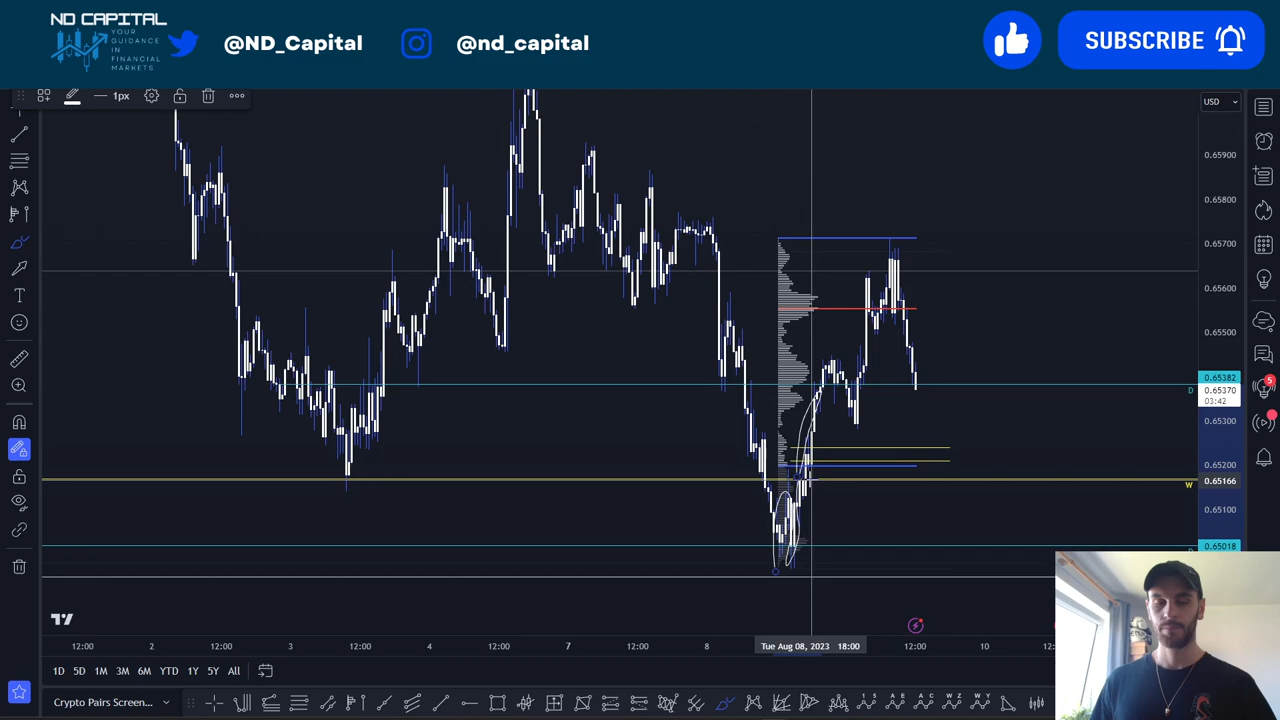 ND CAPITAL
YOUR
GUIDANCE
IN
FINANCIAL
MARKETS
@ND_Capital
@nd_capital
SUBSCRIBE
1px
USD
0.65900
0.65800
0.65700
0.65600
0.65500
0.65382
D
0.65370
03:42
5
0.65300
0.65200
0.65166
W
0.65100
0.65018
12:00
2
12:00
3
12:00
4
12:00
7
12:00
8
Tue Aug 08, 2023 18:00
12:00
10
1D 5D 1M 3M 6M YTD 1Y 5Y All
Crypto Pairs Screen...